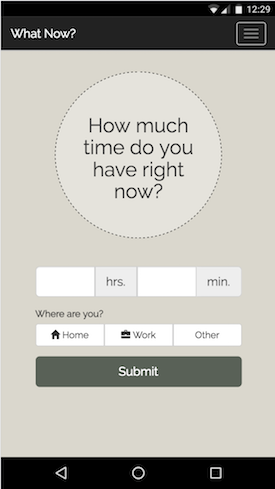 12:29
What Now?
How much
time do you
have right
now?
hrs. min.
Where are you?
Home Work Other
Submit